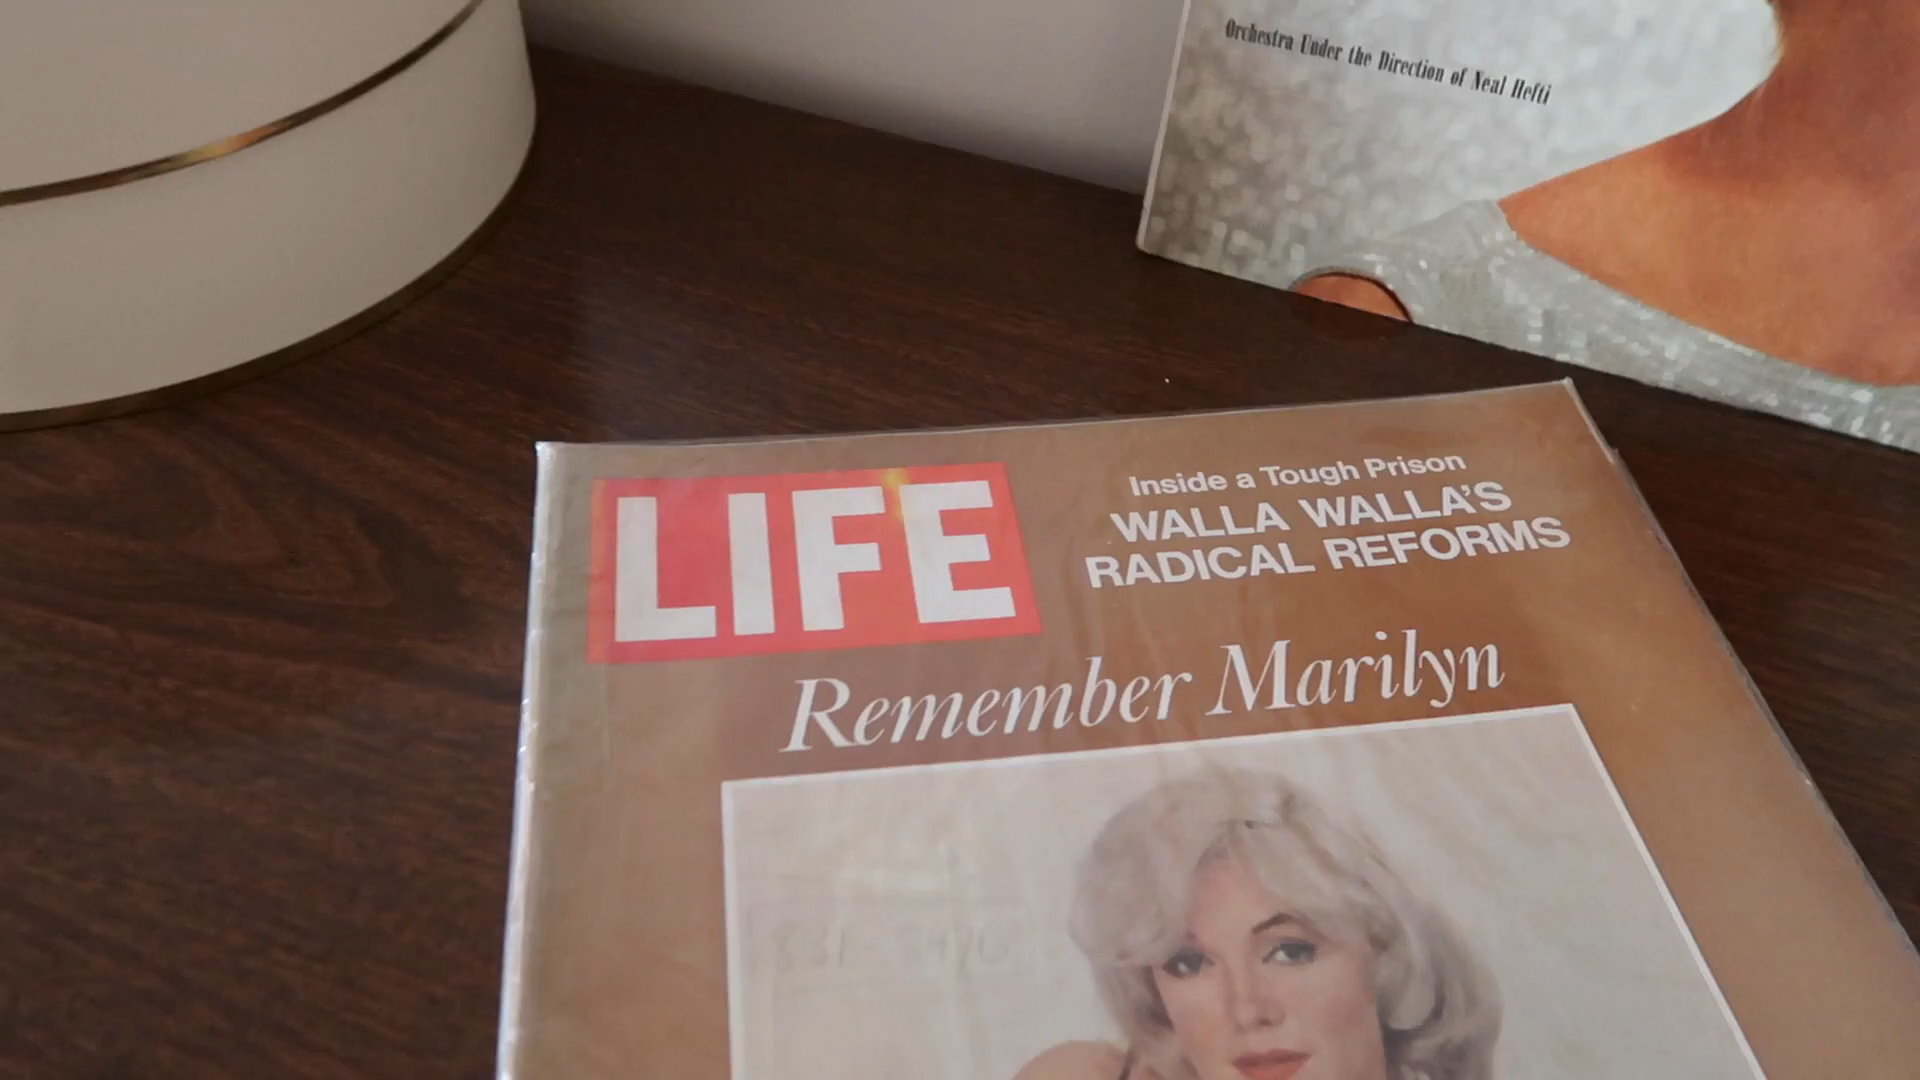 Orchestra Under the Direction of Neal Hefti
LIFE
Inside a Tough Prison
WALLA WALLA'S
RADICAL REFORMS
Remember Marilyn